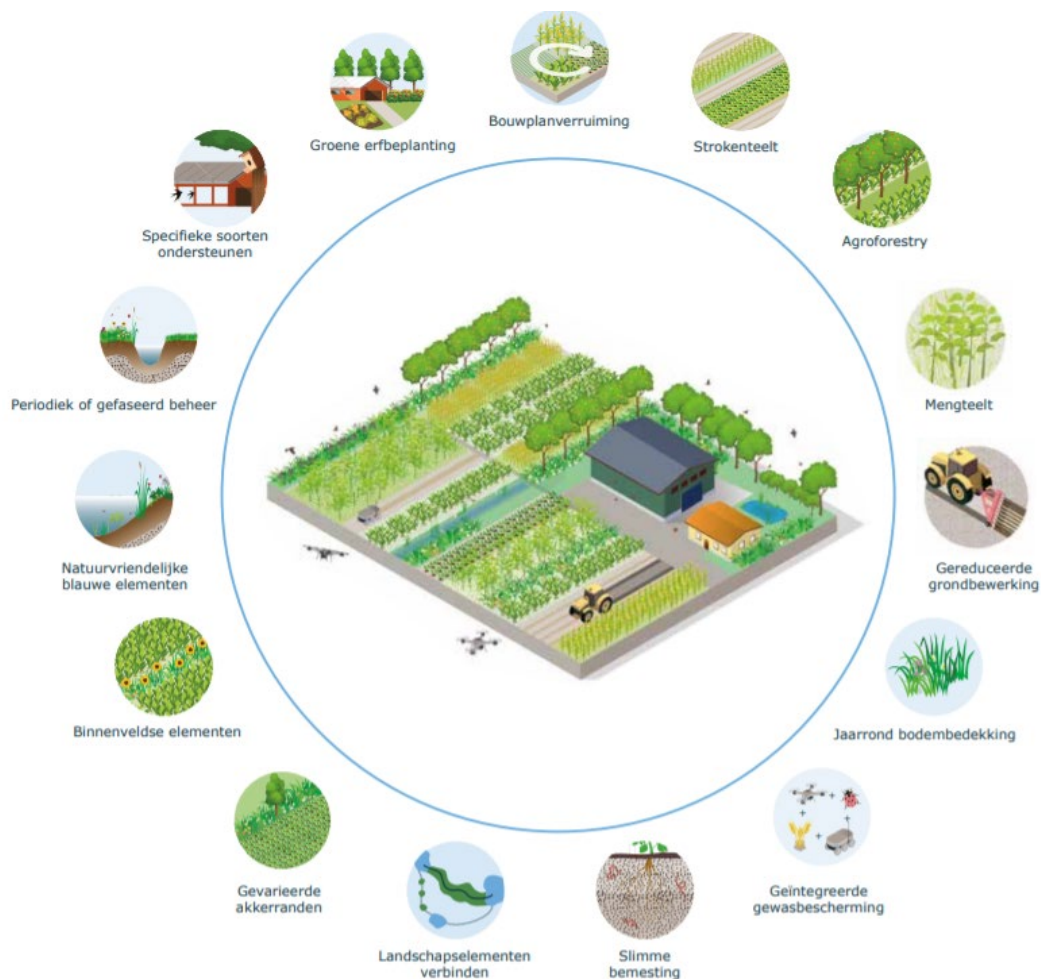 Bouwplanverruiming
Strokenteelt
Agroforestry
Mengteelt
Gereduceerde
grondbewerking
Jaarrond bodembedekking
Geïntegreerde
gewasbescherming
Slimme
bemesting
Landschapselementen
verbinden
Gevarieerde
akkerranden
Binnenveldse elementen
Natuurvriendelijke
blauwe elementen
Periodiek of gefaseerd beheer
Specifieke soorten
ondersteunen
Groene erfbeplanting